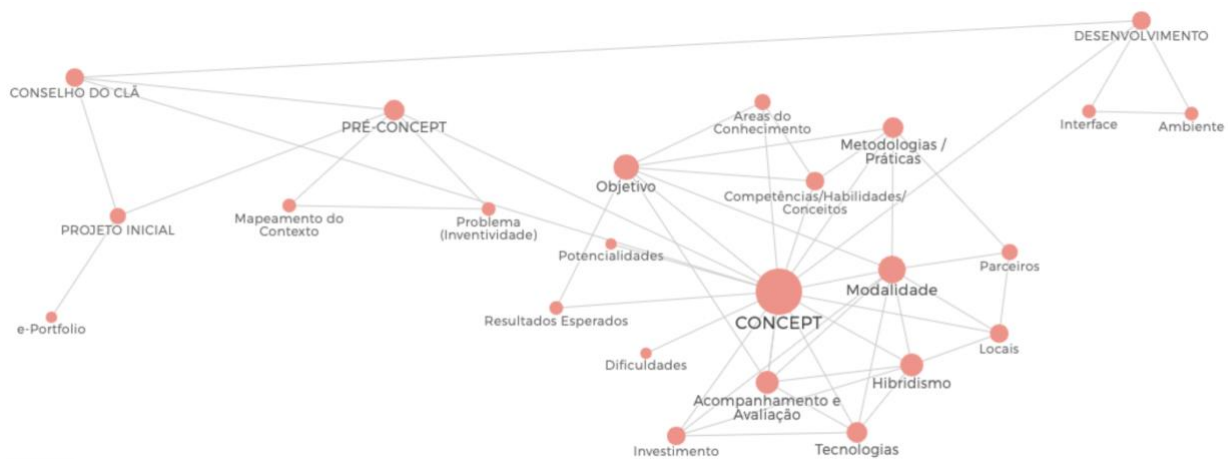 DESENVOLVIMENTO
CONSELHO DO CLÃ
PRÉ-CONCEPT
Areas do
Conhecimento
Metodologias /
Práticas
Interface
Ambiente
Objetivo
Competências/Habilidades/
Conceitos
PROJETO INICIAL
Mapeamento do
Contexto
Problema
(Inventividade)
Potencialidades
Parceiros
Modalidade
e-Portfolio
Resultados Esperados
CONCEPT
Locais
Dificuldades
Hibridismo
Acompanhamento e
Avaliação
Investimento
Tecnologias